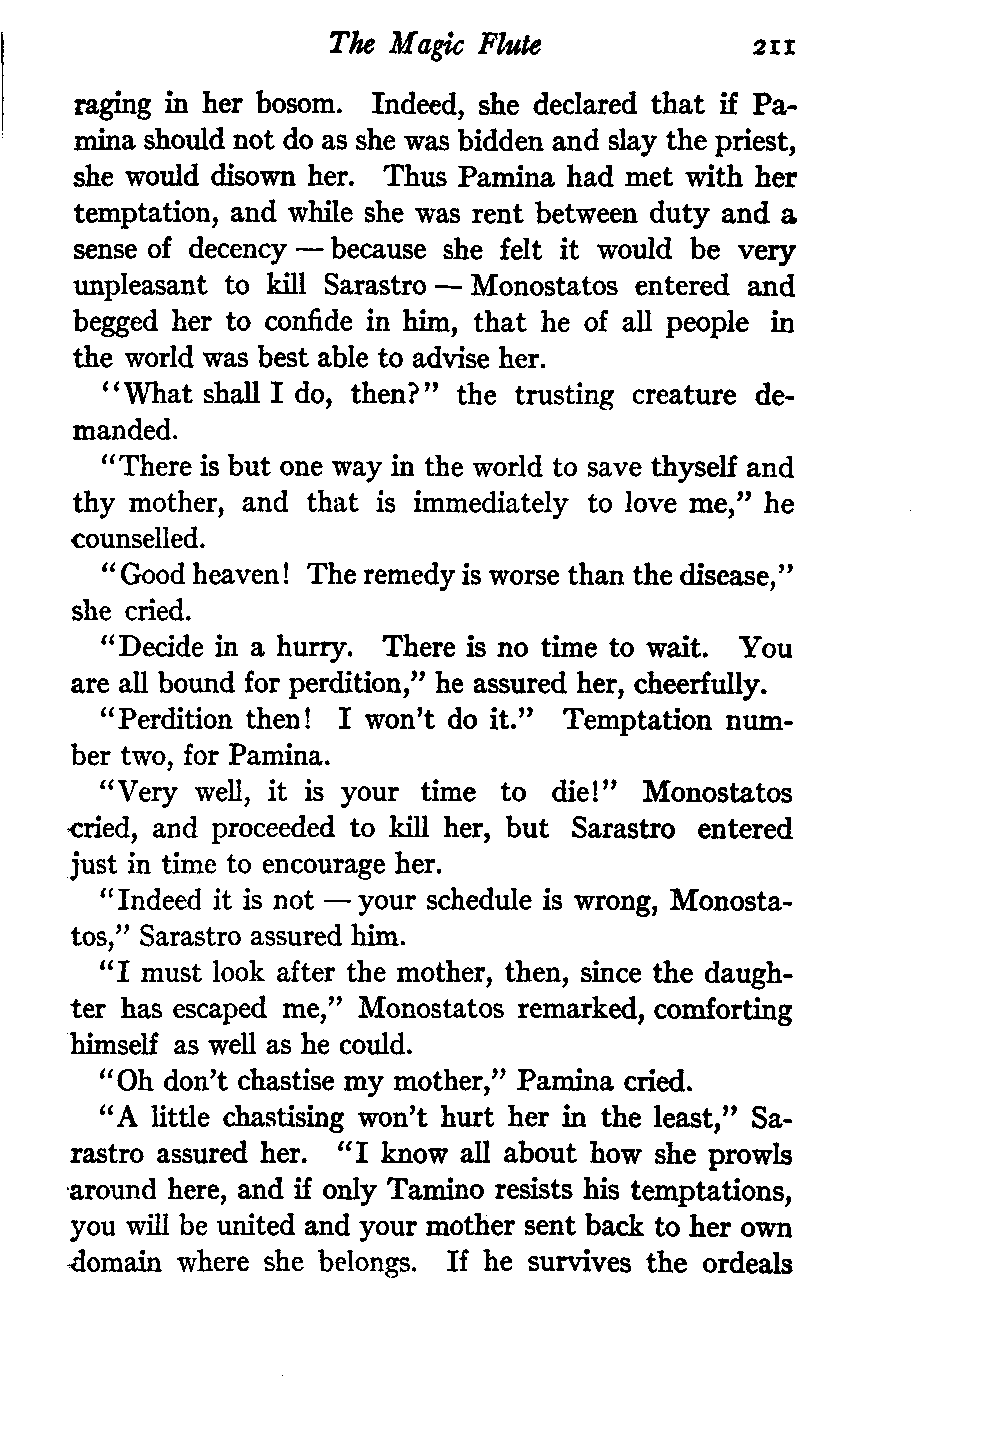 The Magic Flute 211
raging in her bosom. Indeed, she declared that if Pa-
mina should not do as she was bidden and slay the priest,
she would disown her. Thus Pamina had met with her
temptation, and while she was rent between duty and a
sense of decency — because she felt it would be very
unpleasant to kill Sarastro — Monostatos entered and
begged her to confide in him, that he of all people in
the world was best able to advise her.
"What shall I do, then?" the trusting creature de-
manded.
"There is but one way in the world to save thyself and
thy mother, and that is immediately to love me," he
counselled.
"Good heaven! The remedy is worse than the disease,"
she cried.
"Decide in a hurry. There is no time to wait. You
are all bound for perdition," he assured her, cheerfully.
"Perdition then! I won't do it." Temptation num-
ber two, for Pamina.
"Very well, it is your time to die!" Monostatos
cried, and proceeded to kill her, but Sarastro entered
just in time to encourage her.
"Indeed it is not — your schedule is wrong, Monosta-
tos," Sarastro assured him.
"I must look after the mother, then, since the daugh-
ter has escaped me," Monostatos remarked, comforting
himself as well as he could.
"Oh don't chastise my mother," Pamina cried.
"A little chastising won't hurt her in the least," Sa-
rastro assured her. "I know all about how she prowls
around here, and if only Tamino resists his temptations,
you will be united and your mother sent back to her own
domain where she belongs. If he survives the ordeals